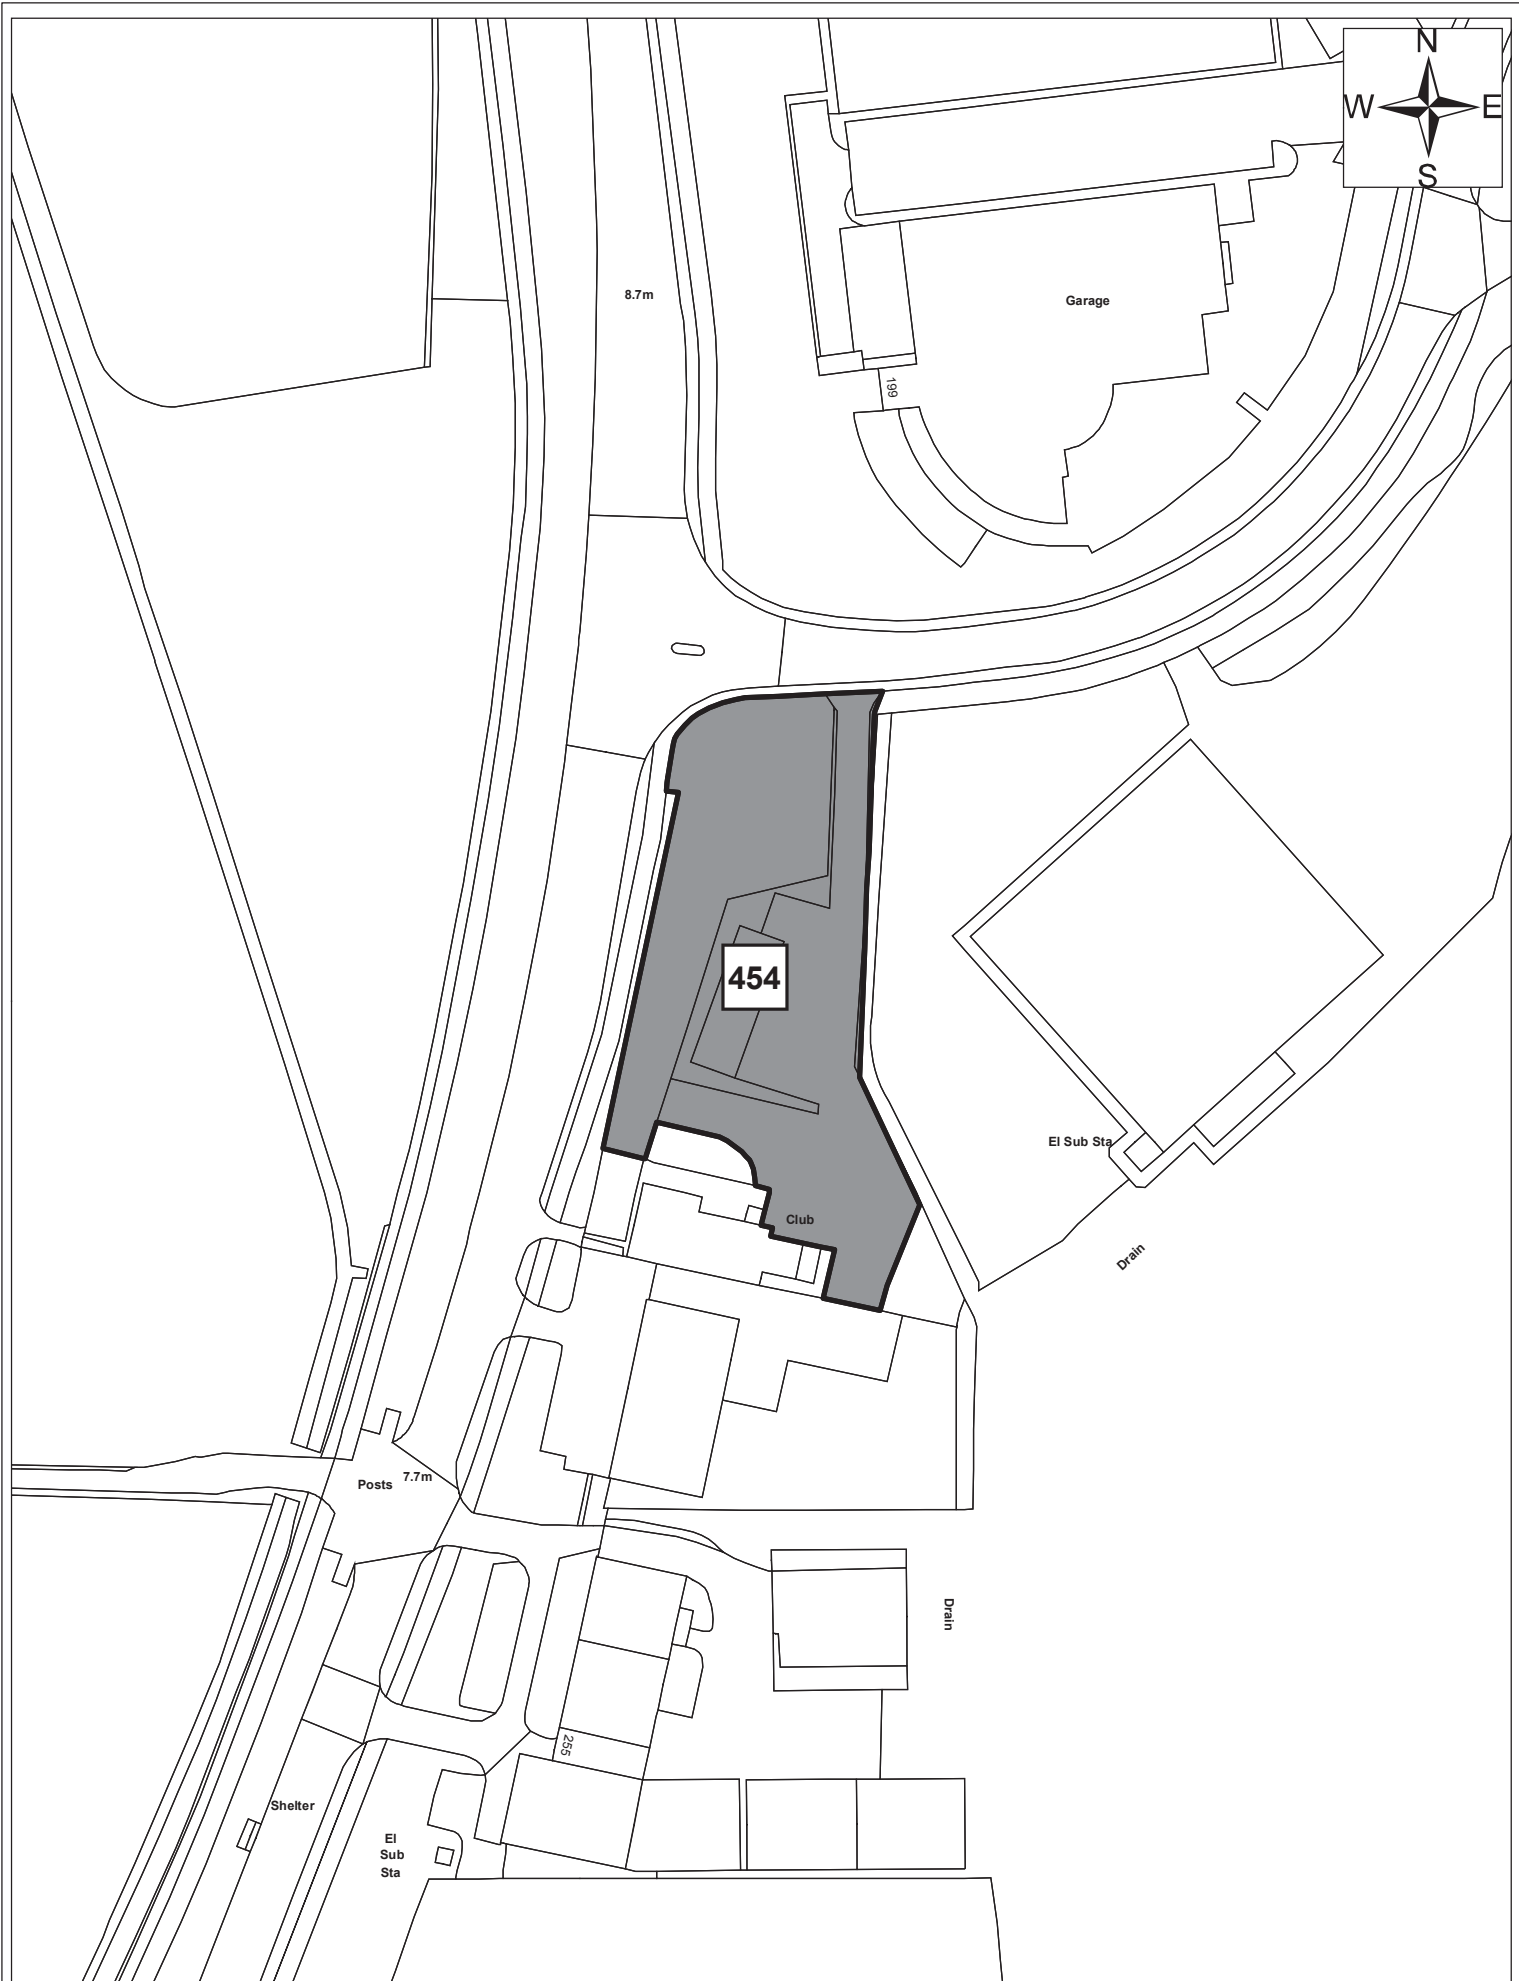 N
W E
S
8.7m
Garage
199
454
El Sub Sta
Club
Drain
Posts 7.7m
Drain
255
Shelter
El
Sub
Sta